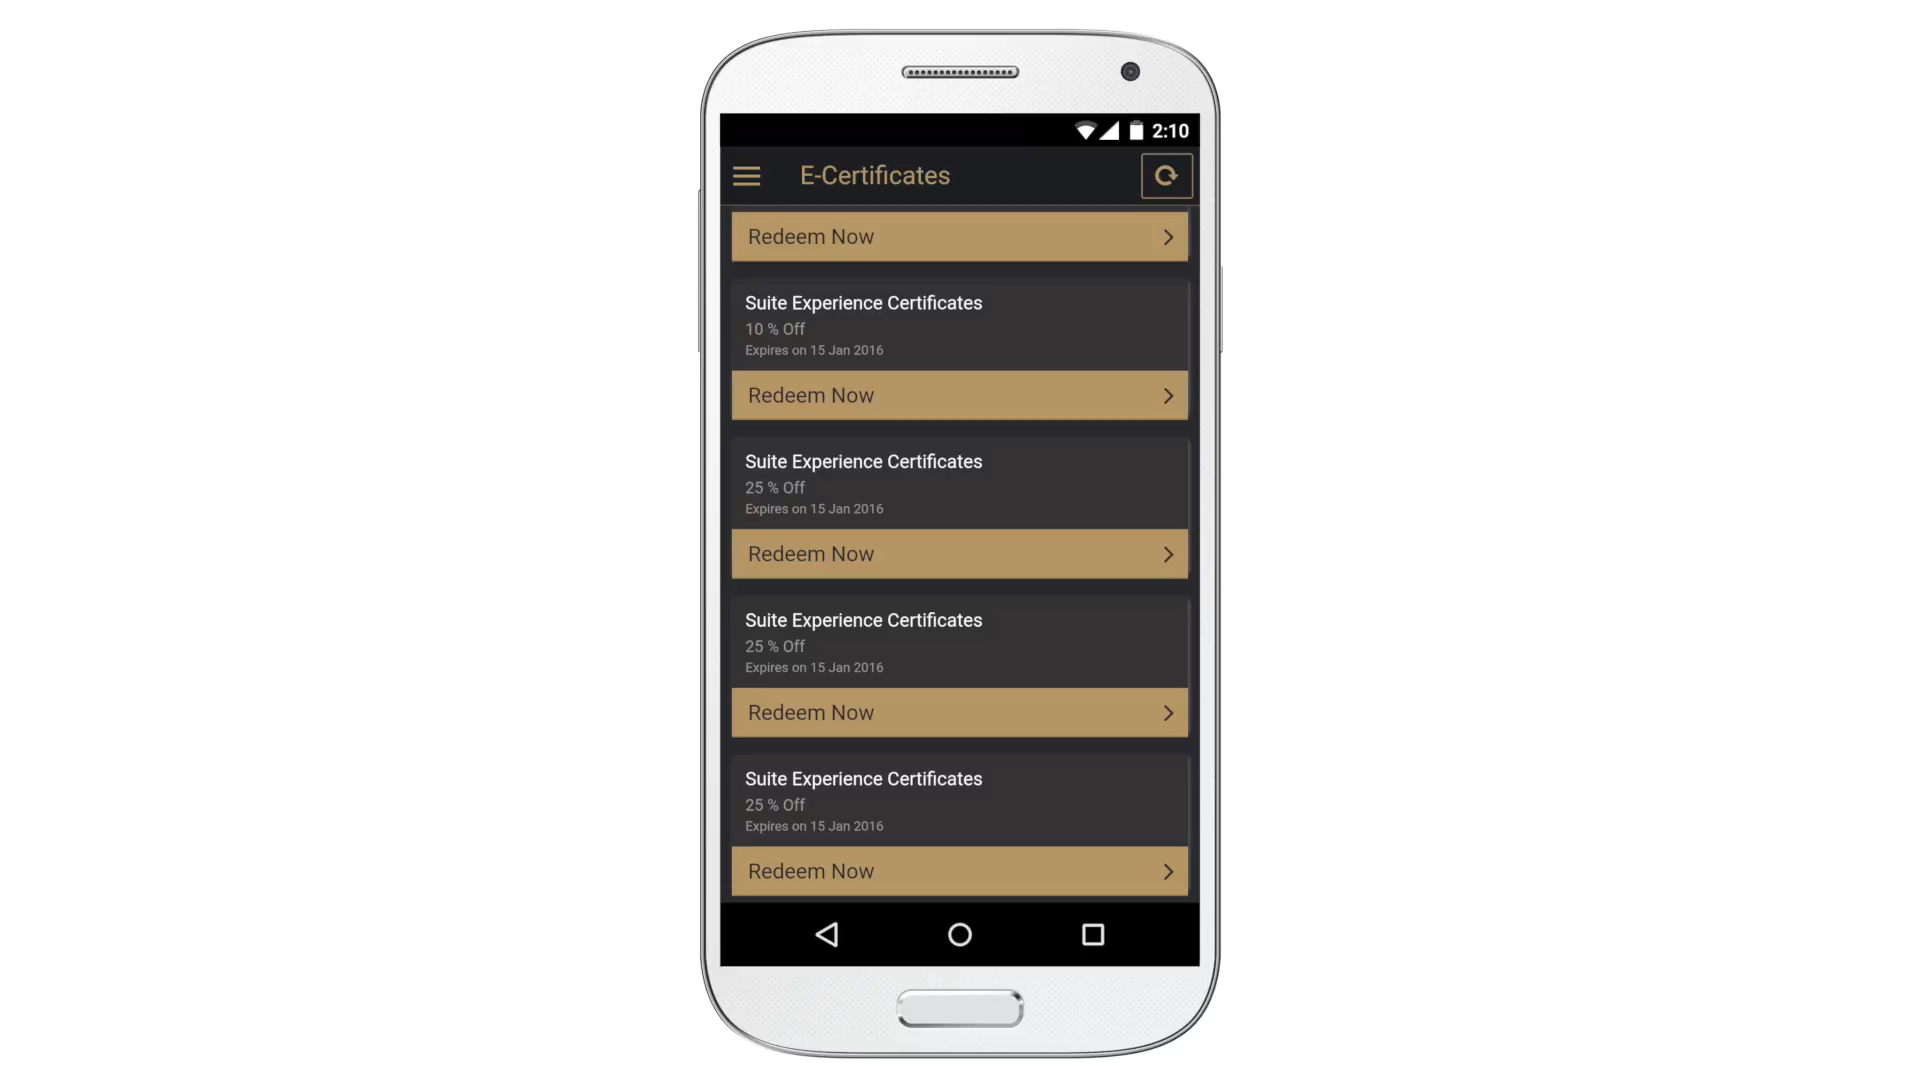 2:10
E-Certificates
Redeem Now
Suite Experience Certificates
10 % Off
Expires on 15 Jan 2016
Redeem Now
Suite Experience Certificates
25 % Off
Expires on 15 Jan 2016
Redeem Now
Suite Experience Certificates
25 % Off
Expires on 15 Jan 2016
Redeem Now
Suite Experience Certificates
25 % Off
Expires on 15 Jan 2016
Redeem Now